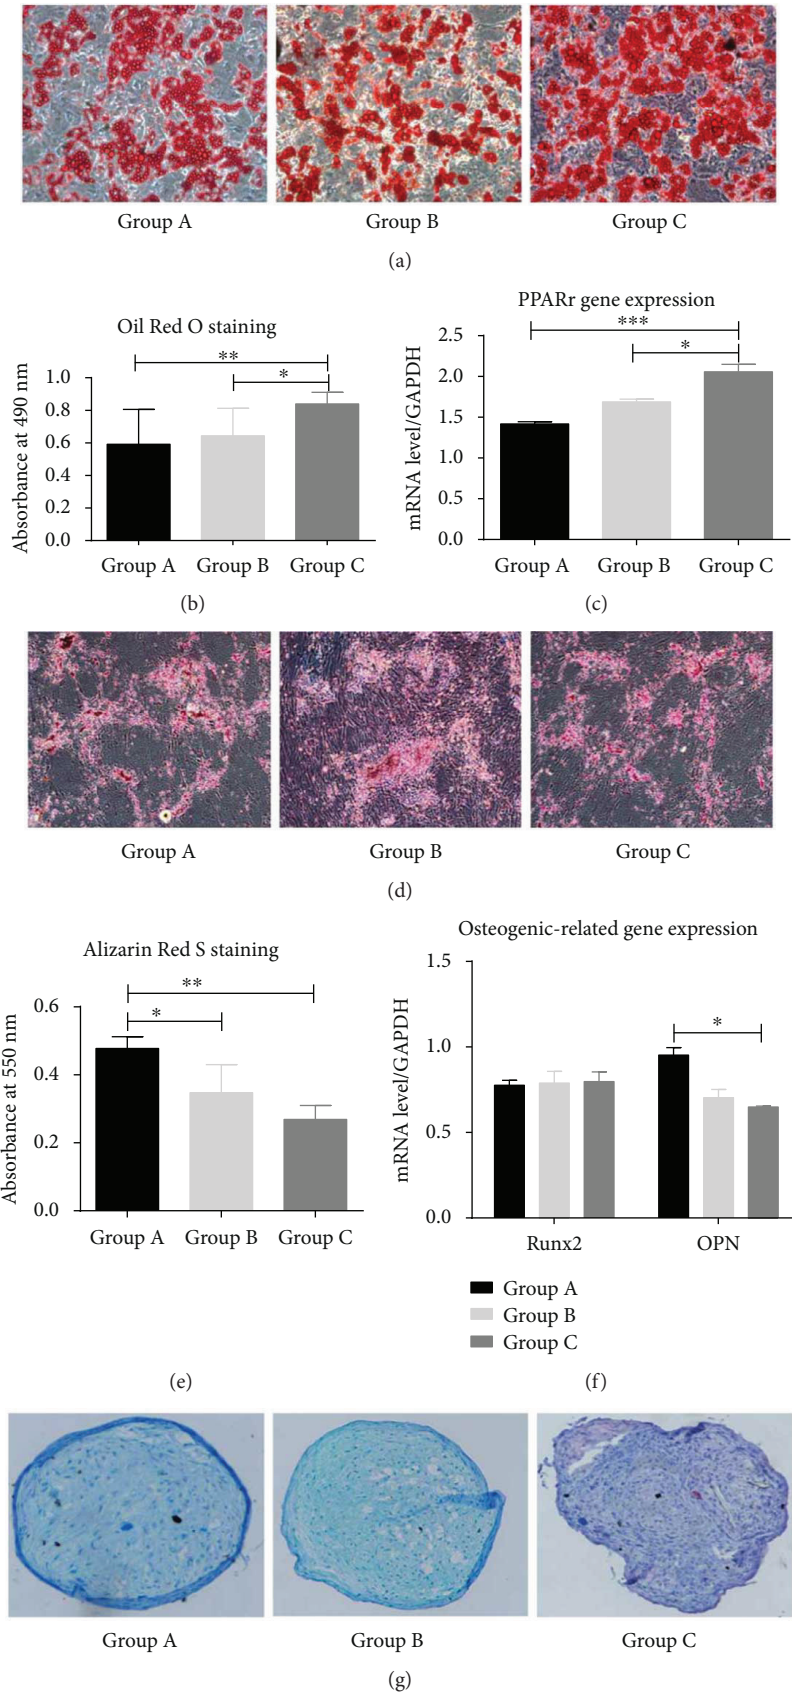 Group A
Group B
Group C
(a)
Oil Red O staining
Absorbance at 490 nm
1.0
0.8
0.6
0.4
0.2
0.0
**
*
Group A
Group B
Group C
(b)
PPARr gene expression
mRNA level/GAPDH
2.5
2.0
1.5
1.0
0.5
0.0
***
*
Group A
Group B
Group C
(c)
Group A
Group B
Group C
(d)
Alizarin Red S staining
Absorbance at 550 nm
0.6
0.4
0.2
0.0
**
*
Group A
Group B
Group C
(e)
Osteogenic-related gene expression
mRNA level/GAPDH
1.5
1.0
0.5
0.0
*
Runx2
OPN
Group A
Group B
Group C
(f)
Group A
Group B
Group C
(g)